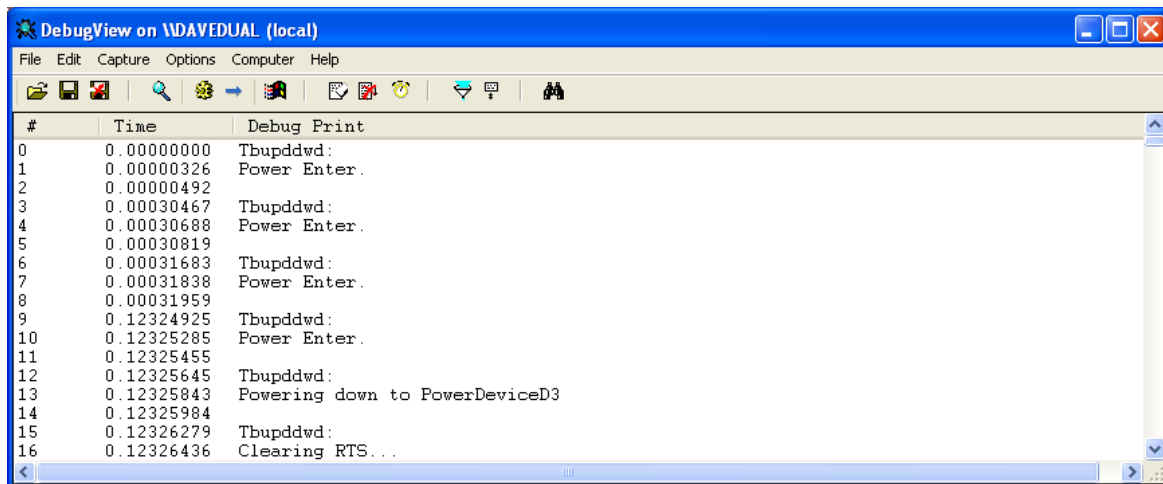 DebugView on \\DAVEDUAL (local)
File Edit Capture Options Computer Help
# Time Debug Print
0 0.00000000 Tbupddwd:
1 0.00000326 Power Enter.
2 0.00000492
3 0.00030467 Tbupddwd:
4 0.00030688 Power Enter.
5 0.00030819
6 0.00031683 Tbupddwd:
7 0.00031838 Power Enter.
8 0.00031959
9 0.12324925 Tbupddwd:
10 0.12325285 Power Enter.
11 0.12325455
12 0.12325645 Tbupddwd:
13 0.12325843 Powering down to PowerDeviceD3
14 0.12325984
15 0.12326279 Tbupddwd:
16 0.12326436 Clearing RTS...